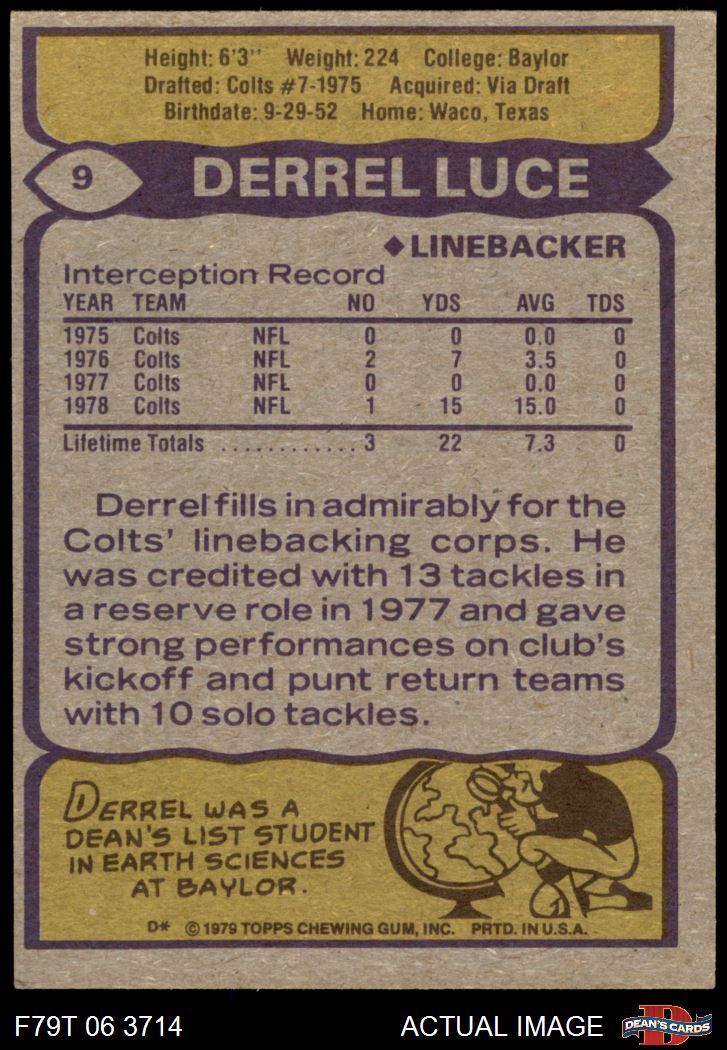 Height: 6'3" Weight: 224 College: Baylor
Drafted: Colts #7-1975 Acquired: Via Draft
Birthdate: 9-29-52 Home: Waco, Texas
9 DERREL LUCE
◆LINEBACKER
Interception Record
YEAR TEAM NO YDS AVG TDS
1975 Colts NFL 0 0 0.0 0
1976 Colts NFL 2 7 3.5 0
1977 Colts NFL 0 0 0.0 0
1978 Colts NFL 1 15 15.0 0
Lifetime Totals ............ 3 22 7.3 0
Derrel fills in admirably for the
Colts' linebacking corps. He
was credited with 13 tackles in
a reserve role in 1977 and gave
strong performances on club's
kickoff and punt return teams
with 10 solo tackles.
DERREL WAS A
DEAN'S LIST STUDENT
IN EARTH SCIENCES
AT BAYLOR.
D* © 1979 TOPPS CHEWING GUM, INC. PRTD. IN U.S.A.
F79T 06 3714 ACTUAL IMAGE D DEAN'S CARDS